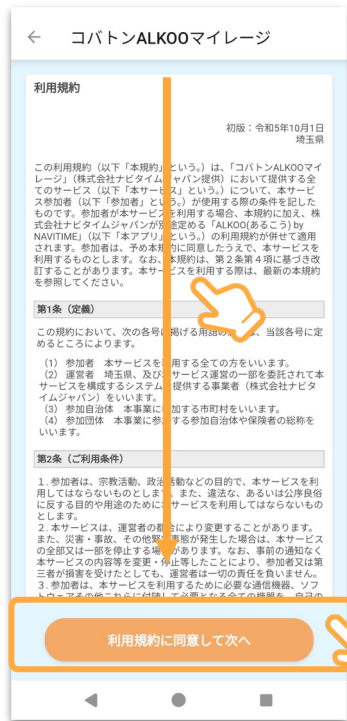 コバトンALKOOマイレージ
利用規約
初版：令和5年10月1日
埼玉県
この利用規約（以下「本規約」という。）は、「コバトンALKOOマイ
レージ」（株式会社ナビタイムジャパン提供）において提供する全
てのサービス（以下「本サービス」という。）について、本サービ
ス参加者（以下「参加者」という。）が使用する際の条件を記した
ものです。参加者が本サービスを利用する場合、本規約に加え、株
式会社ナビタイムジャパンが別途定める「ALKOO(あるこう) by
NAVITIME」（以下「本アプリ」という。）の利用規約が併せて適用
されます。参加者は、予め本規約に同意したうえで、本サービスを
利用するものとします。なお、本規約は、第２条第４項に基づき改
訂することがあります。本サービスを利用する際は、最新の本規約
を参照してください。
第1条（定義）
この規約において、次の各号に掲げる用語の、当該各号に定
めるところによります。
（1） 参加者　本サービスを利用する全ての方をいいます。
（2） 運営者　埼玉県、及び本サービス運営の一部を委託されて本
サービスを構成するシステムを提供する事業者（株式会社ナビタ
イムジャパン）をいいます。
（3） 参加自治体　本事業に参加する市町村をいいます。
（4） 参加団体　本事業に参加する参加自治体や保険者の総称を
いいます。
第2条（ご利用条件）
１. 参加者は、宗教活動、政治活動などの目的で、本サービスを利
用してはならないものとします。また、違法な、あるいは公序良俗
に反する目的や用途のために本サービスを利用してはならないもの
とします。
２. 本サービスは、運営者の都合により変更することがあります。
また、災害・事故、その他緊急事態が発生した場合は、本サービス
の全部又は一部を停止する場合があります。なお、事前の通知なく
本サービスの内容等を変更・停止等したことにより、参加者又は第
三者が損害を受けたとしても、運営者は一切の責任を負いません。
３. 参加者は、本サービスを利用するために必要な通信機器、ソフ
トウェアその他これらに付随して必要となる全ての機器を、自己の
利用規約に同意して次へ